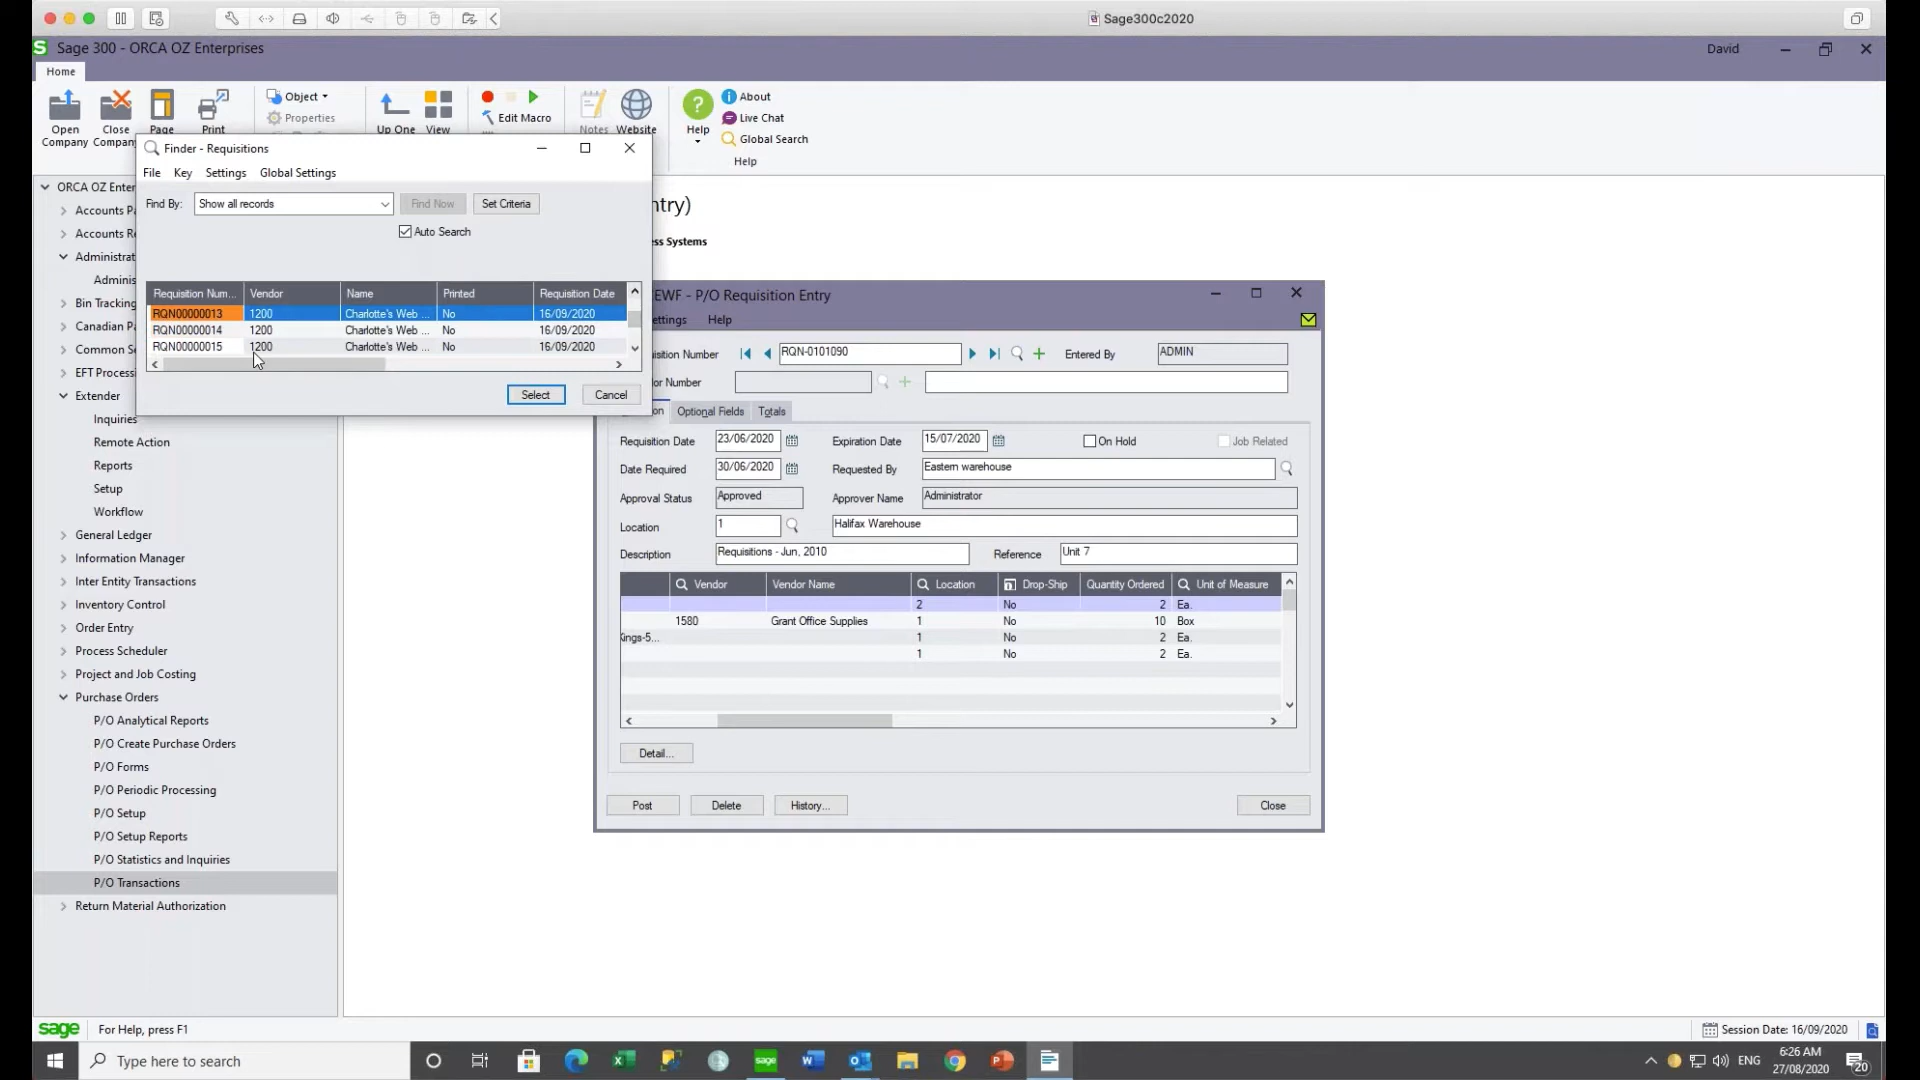 Sage300c2020
Sage 300 - ORCA OZ Enterprises
David
Home
Open Company
Close
Page
Print
Object
Properties
Up One
View
Edit Macro
Notes
Website
Help
About
Live Chat
Global Search
Help
Finder - Requisitions
File Key Settings Global Settings
Find By: Show all records Find Now Set Criteria
Auto Search
Requisition Num... Vendor Name Printed Requisition Date
RQN00000013 1200 Charlotte's Web ... No 16/09/2020
RQN00000014 1200 Charlotte's Web ... No 16/09/2020
RQN00000015 1200 Charlotte's Web ... No 16/09/2020
Select Cancel
ORCA OZ Enter
Accounts Pa
Accounts Re
Administrat
Adminis
Bin Tracking
Canadian Pa
Common Se
EFT Process
Extender
Inquiries
Remote Action
Reports
Setup
Workflow
General Ledger
Information Manager
Inter Entity Transactions
Inventory Control
Order Entry
Process Scheduler
Project and Job Costing
Purchase Orders
P/O Analytical Reports
P/O Create Purchase Orders
P/O Forms
P/O Periodic Processing
P/O Setup
P/O Setup Reports
P/O Statistics and Inquiries
P/O Transactions
Return Material Authorization
ntry)
ss Systems
EWF - P/O Requisition Entry
ettings Help
uisition Number RQN-0101090 Entered By ADMIN
or Number
on Optional Fields Totals
Requisition Date 23/06/2020 Expiration Date 15/07/2020 On Hold Job Related
Date Required 30/06/2020 Requested By Eastern warehouse
Approval Status Approved Approver Name Administrator
Location 1 Halifax Warehouse
Description Requisitions - Jun, 2010 Reference Unit 7
Vendor Vendor Name Location Drop-Ship Quantity Ordered Unit of Measure
2 No 2 Ea.
1580 Grant Office Supplies 1 No 10 Box
Kings-5... 1 No 2 Ea.
1 No 2 Ea.
Detail...
Post Delete History... Close
sage For Help, press F1 Session Date: 16/09/2020
Type here to search
sage
ENG
6:26 AM
27/08/2020
20